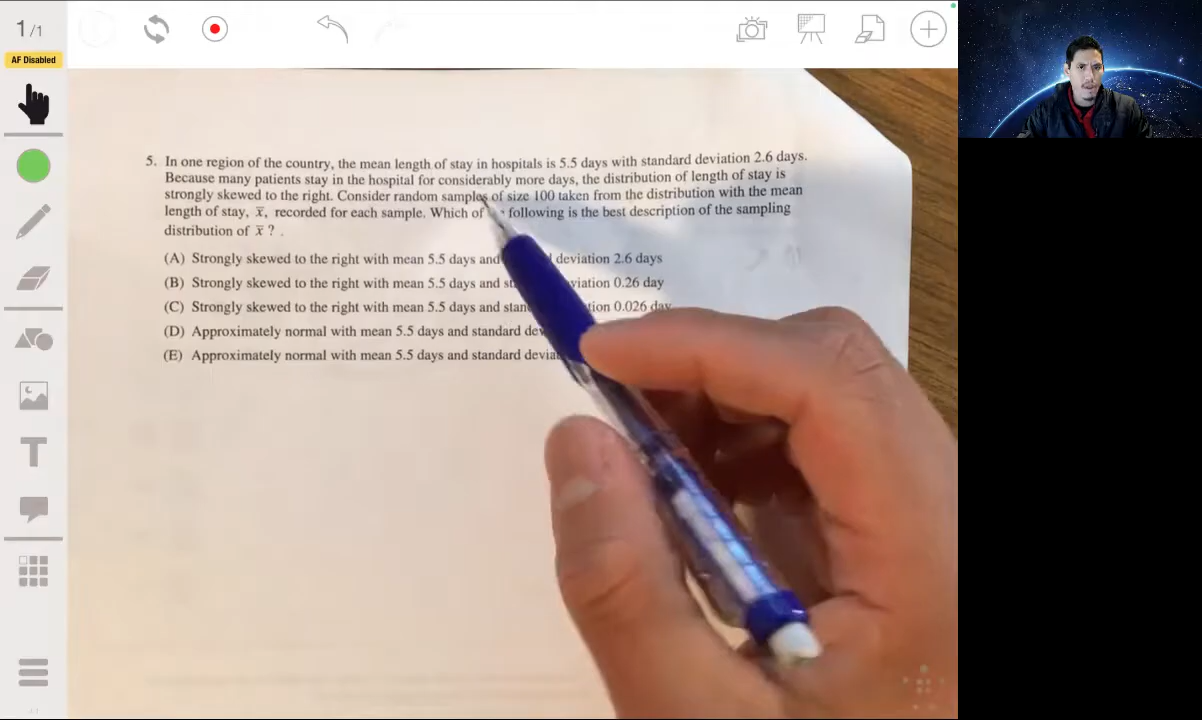 1/1
AF Disabled
5. In one region of the country, the mean length of stay in hospitals is 5.5 days with standard deviation 2.6 days.
Because many patients stay in the hospital for considerably more days, the distribution of length of stay is
strongly skewed to the right. Consider random samples of size 100 taken from the distribution with the mean
length of stay, x̅, recorded for each sample. Which of following is the best description of the sampling
distribution of x̅ ?
(A) Strongly skewed to the right with mean 5.5 days and deviation 2.6 days
(B) Strongly skewed to the right with mean 5.5 days and 0.26 day
(C) Strongly skewed to the right with mean 5.5 days and 0.026 day
(D) Approximately normal with mean 5.5 days and standard
(E) Approximately normal with mean 5.5 days and standard
T